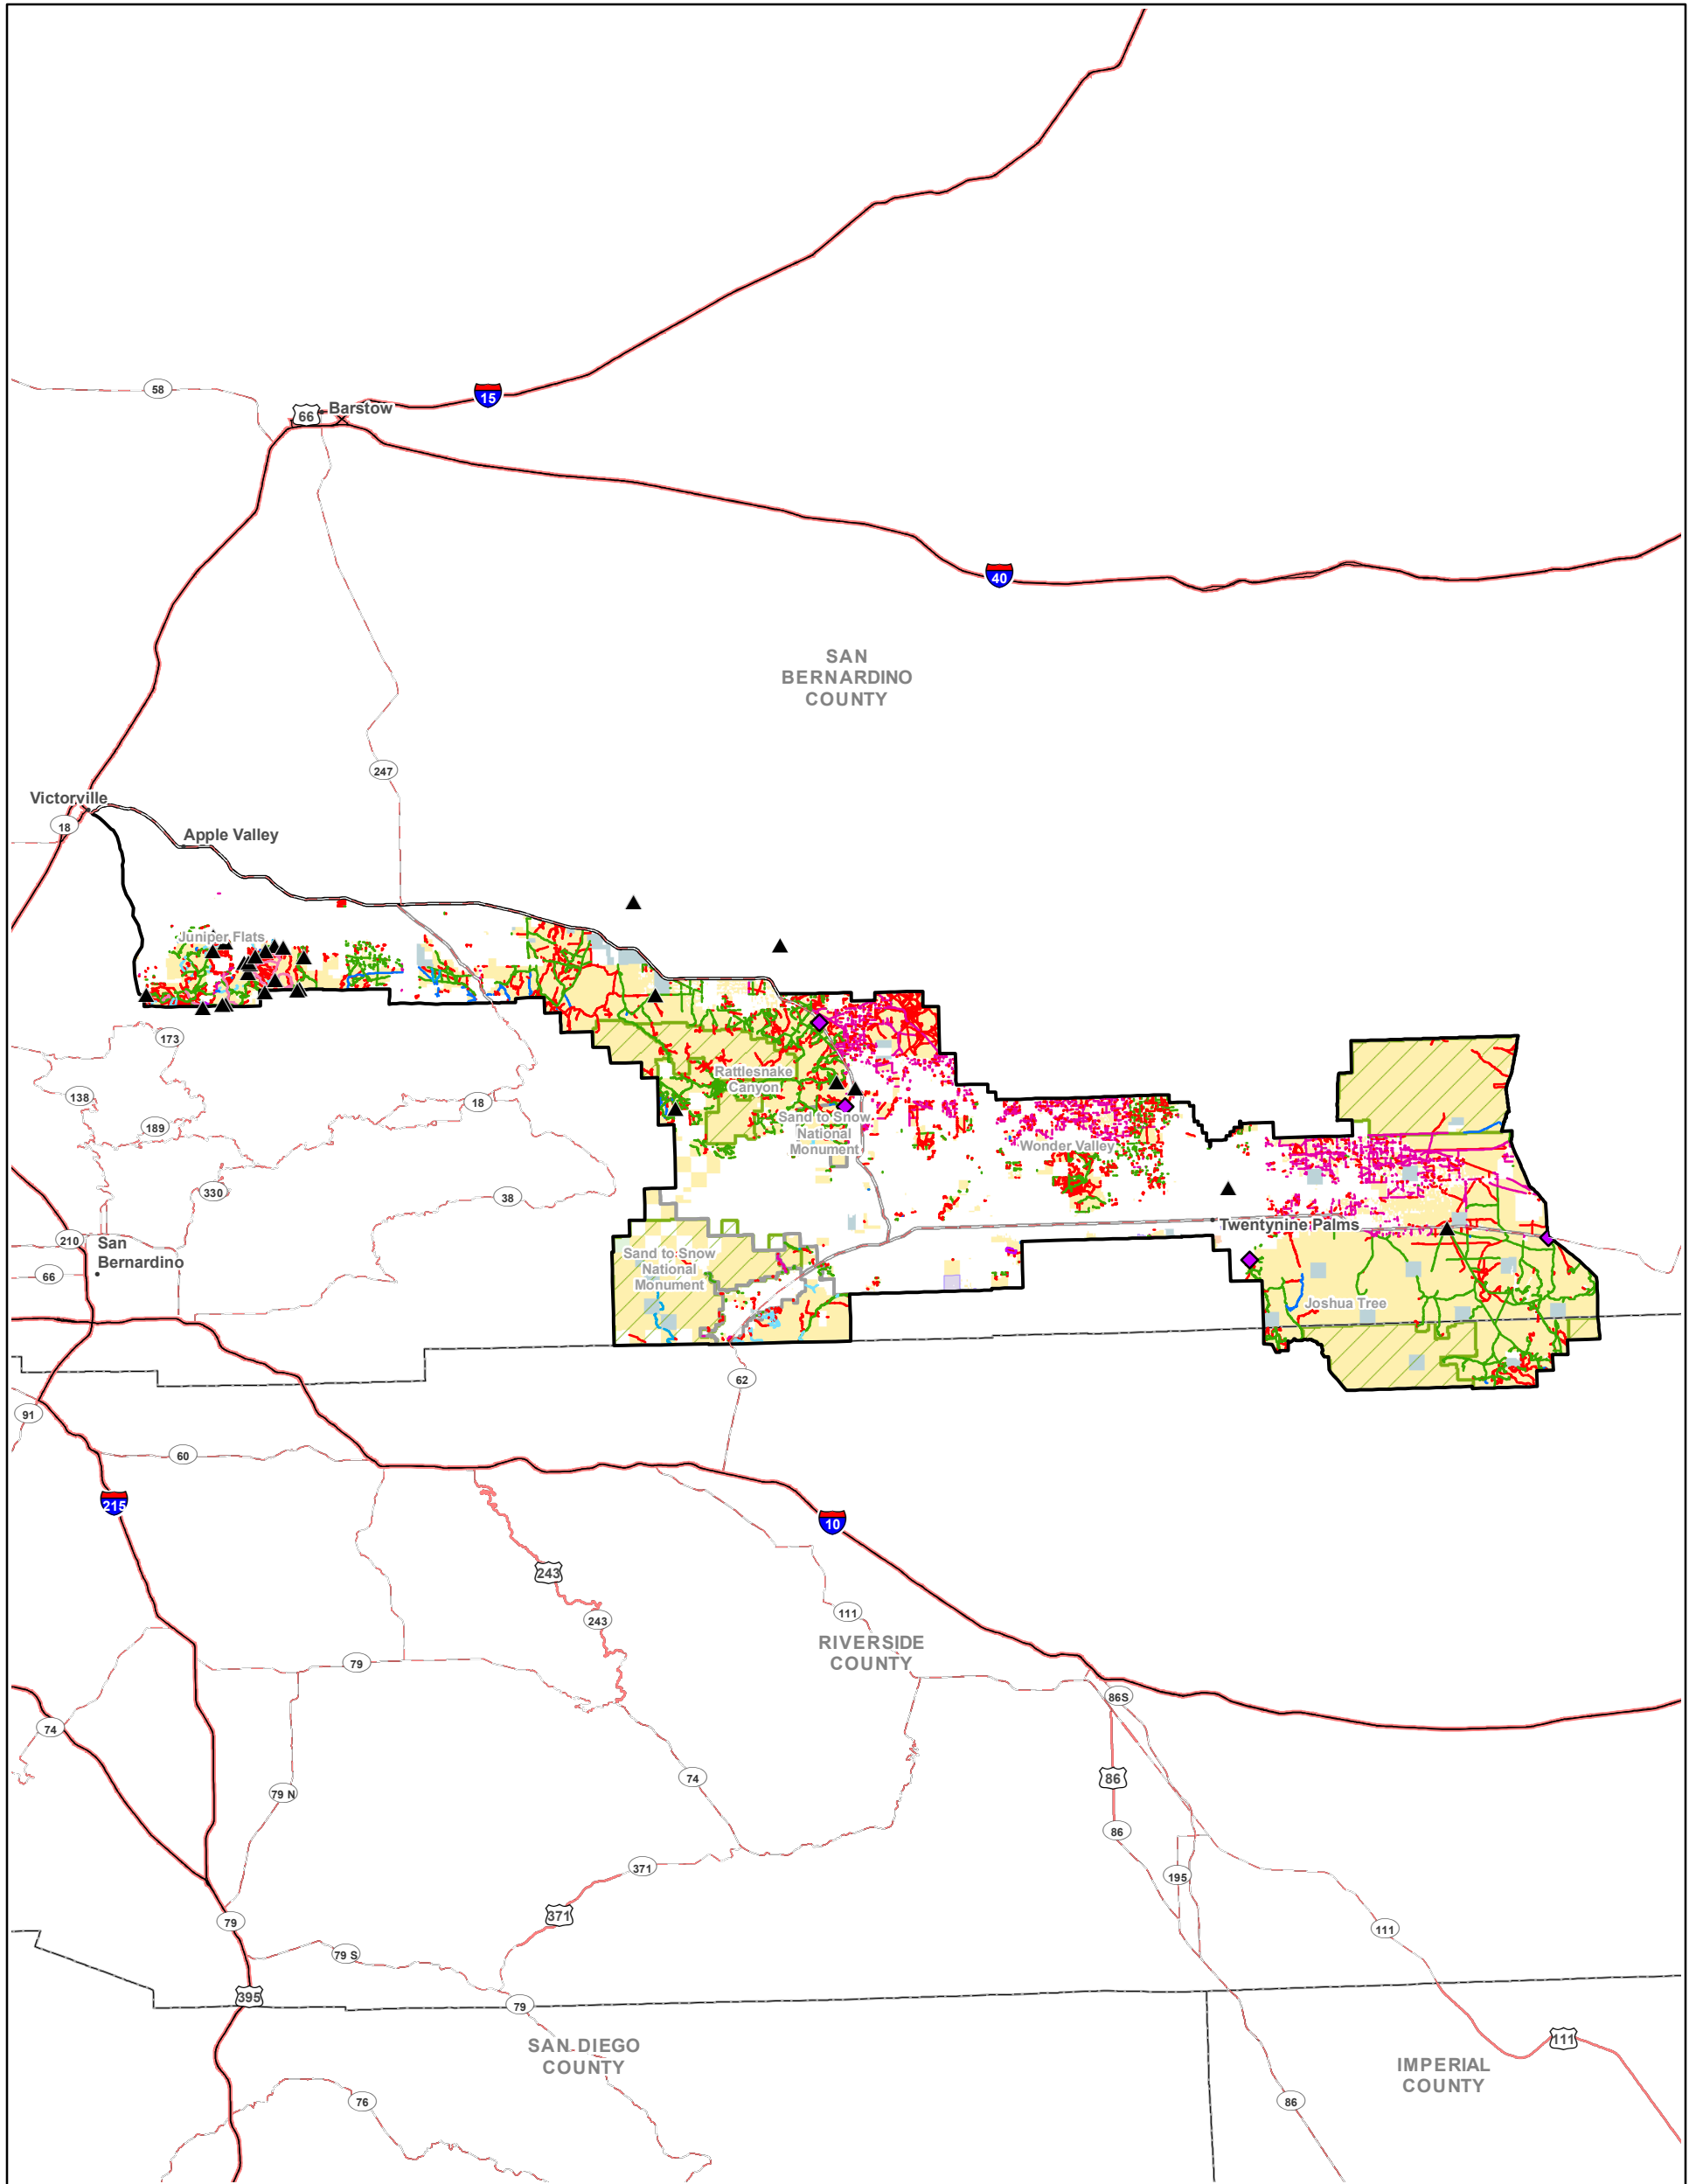 58
15
66
Barstow
40
SAN
BERNARDINO
COUNTY
247
Victorville
18
Apple Valley
Juniper Flats
173
Rattlesnake
Canyon
138
18
Sand to Snow
National
Monument
189
Wonder Valley
330
38
210
San
Bernardino
Twentynine Palms
66
Sand to Snow
National
Monument
Joshua Tree
62
91
60
215
10
243
243
111
RIVERSIDE
COUNTY
79
86S
74
74
86
79 N
86
371
195
371
79
111
79 S
395
79
SAN DIEGO
COUNTY
111
IMPERIAL
COUNTY
76
86